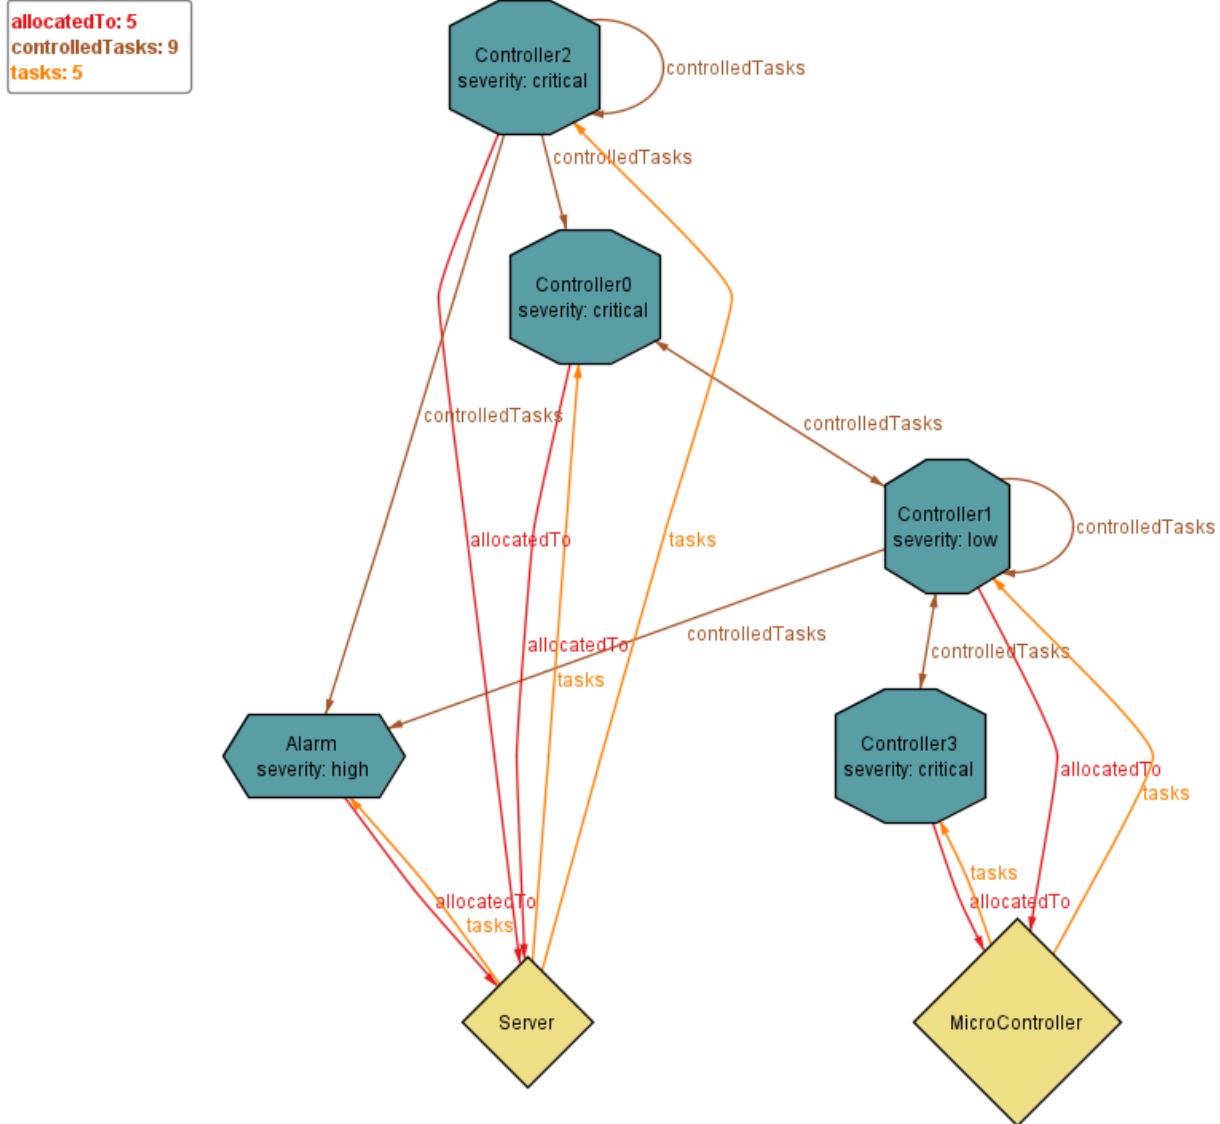 allocatedTo: 5
controlledTasks: 9
tasks: 5
Controller2
severity: critical
controlledTasks
controlledTasks
Controller0
severity: critical
controlledTasks
controlledTasks
Controller1
severity: low
controlledTasks
allocatedTo
tasks
controlledTasks
allocatedTo
controlledTasks
tasks
Alarm
severity: high
Controller3
severity: critical
allocatedTo
tasks
tasks
allocatedTo
allocatedTo
tasks
Server
MicroController